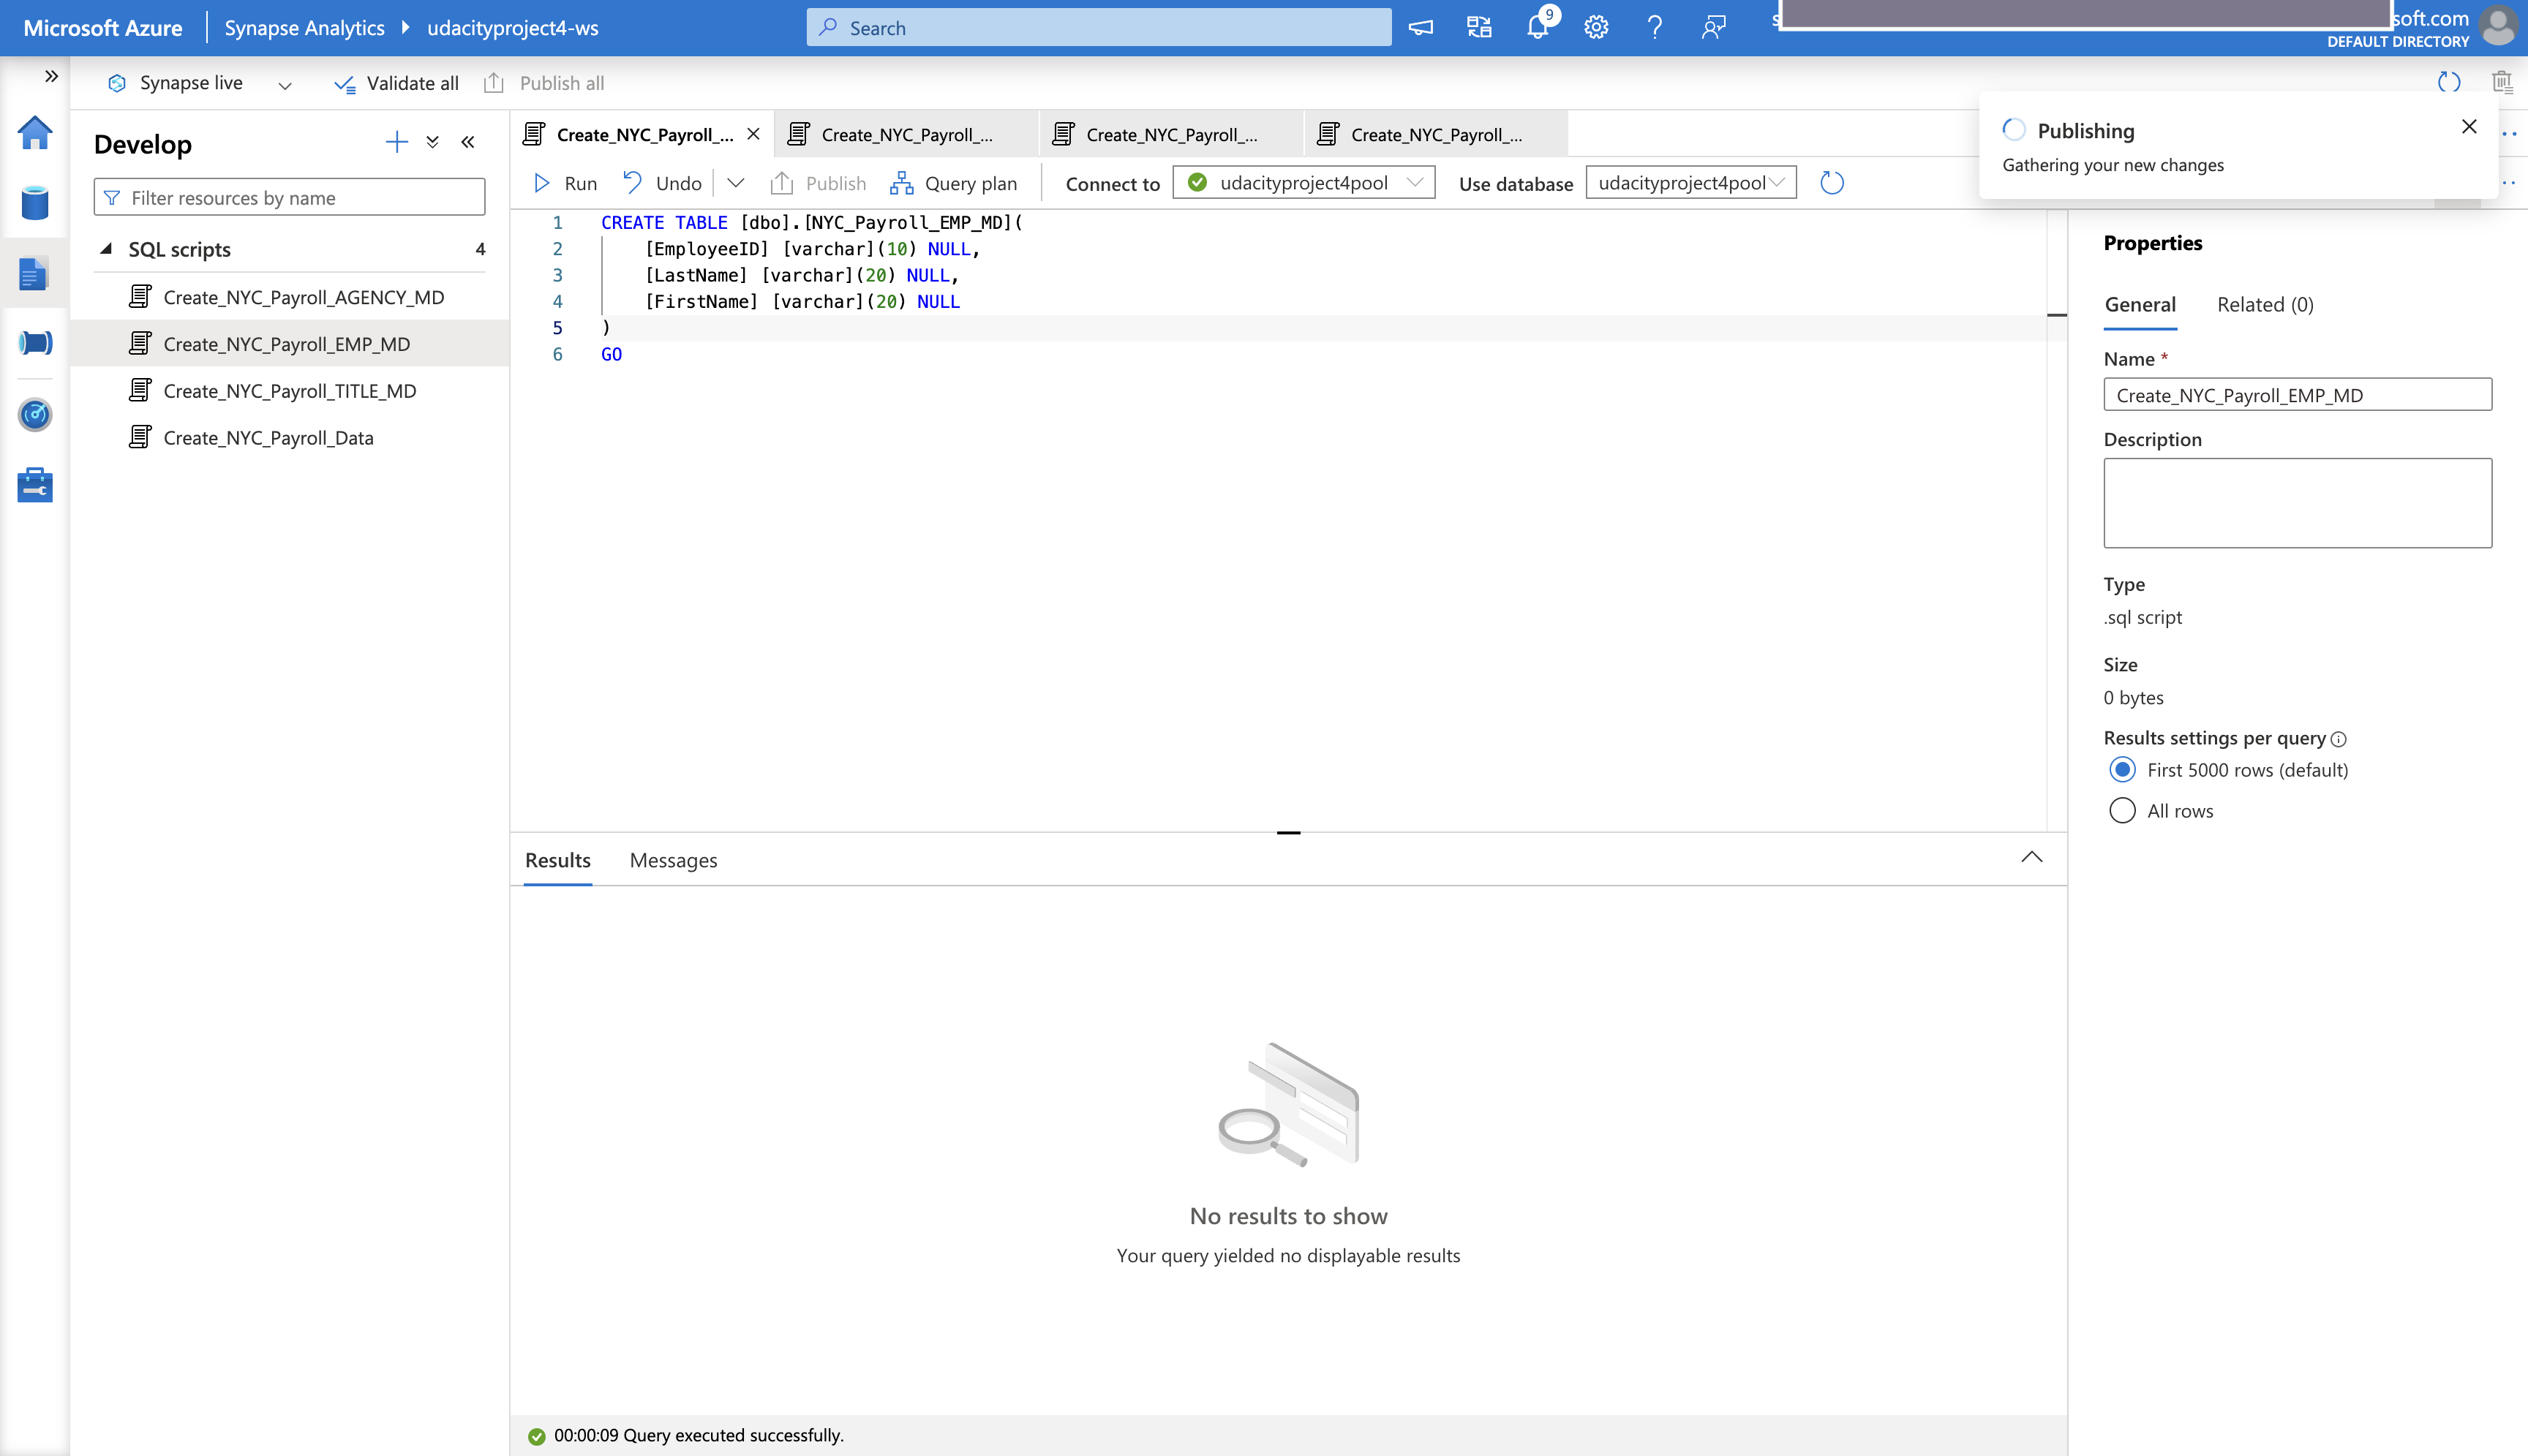 Microsoft Azure
Synapse Analytics
udacityproject4-ws
Search
9
soft.com
DEFAULT DIRECTORY
Synapse live
Validate all
Publish all
Publishing
Gathering your new changes
Develop
Create_NYC_Payroll_...
Create_NYC_Payroll_...
Create_NYC_Payroll_...
Create_NYC_Payroll_...
Run
Undo
Publish
Query plan
Connect to
udacityproject4pool
Use database
udacityproject4pool
Filter resources by name
SQL scripts
4
Create_NYC_Payroll_AGENCY_MD
Create_NYC_Payroll_EMP_MD
Create_NYC_Payroll_TITLE_MD
Create_NYC_Payroll_Data
1 CREATE TABLE [dbo].[NYC_Payroll_EMP_MD](
2 [EmployeeID] [varchar](10) NULL,
3 [LastName] [varchar](20) NULL,
4 [FirstName] [varchar](20) NULL
5 )
6 GO
Properties
General
Related (0)
Name *
Create_NYC_Payroll_EMP_MD
Description
Type
.sql script
Size
0 bytes
Results settings per query
First 5000 rows (default)
All rows
Results
Messages
No results to show
Your query yielded no displayable results
00:00:09 Query executed successfully.